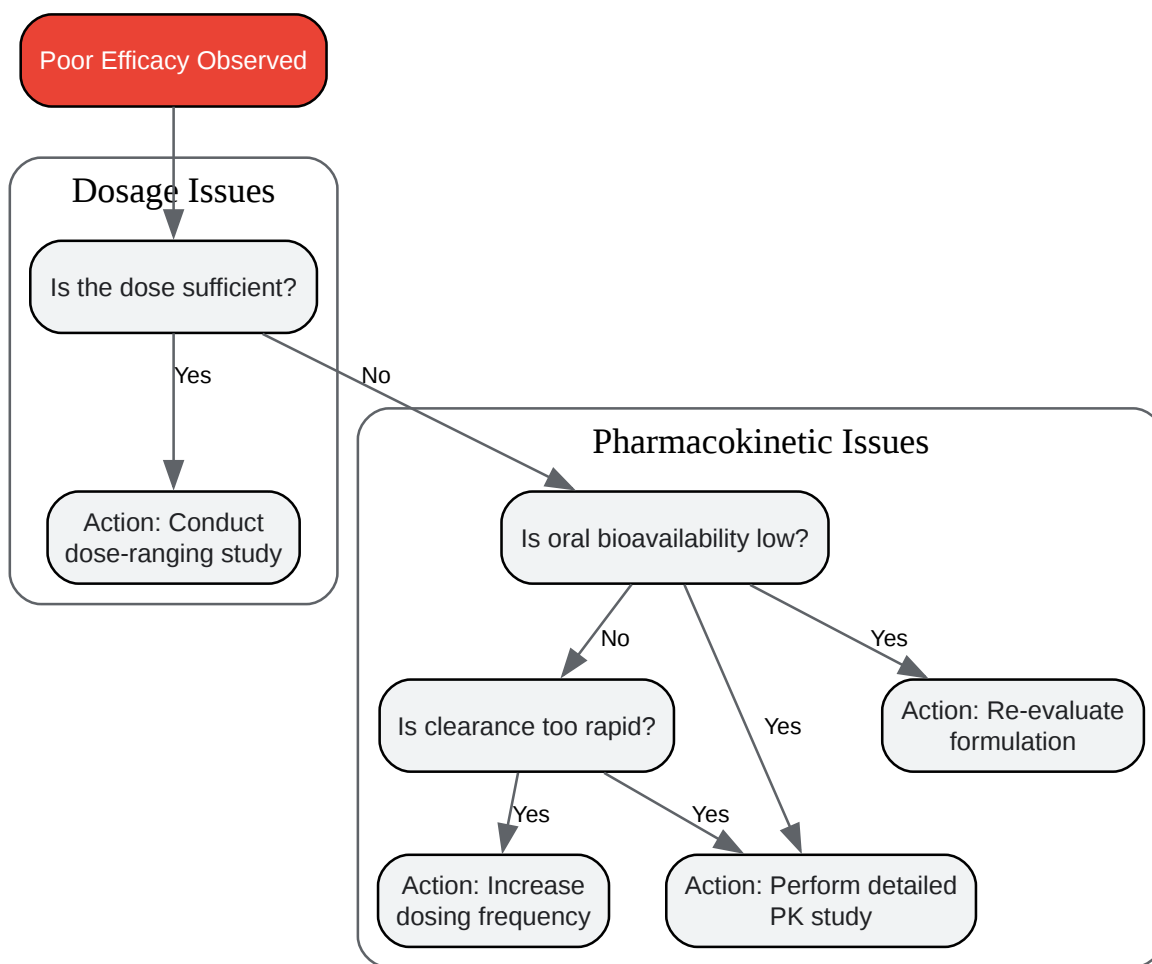 Poor Efficacy Observed
Dosage Issues
Is the dose sufficient?
Yes
No
Action: Conduct
dose-ranging study
Pharmacokinetic Issues
Is oral bioavailability low?
No
Yes
Yes
Is clearance too rapid?
Action: Re-evaluate
formulation
Yes
Yes
Action: Increase
dosing frequency
Action: Perform detailed
PK study